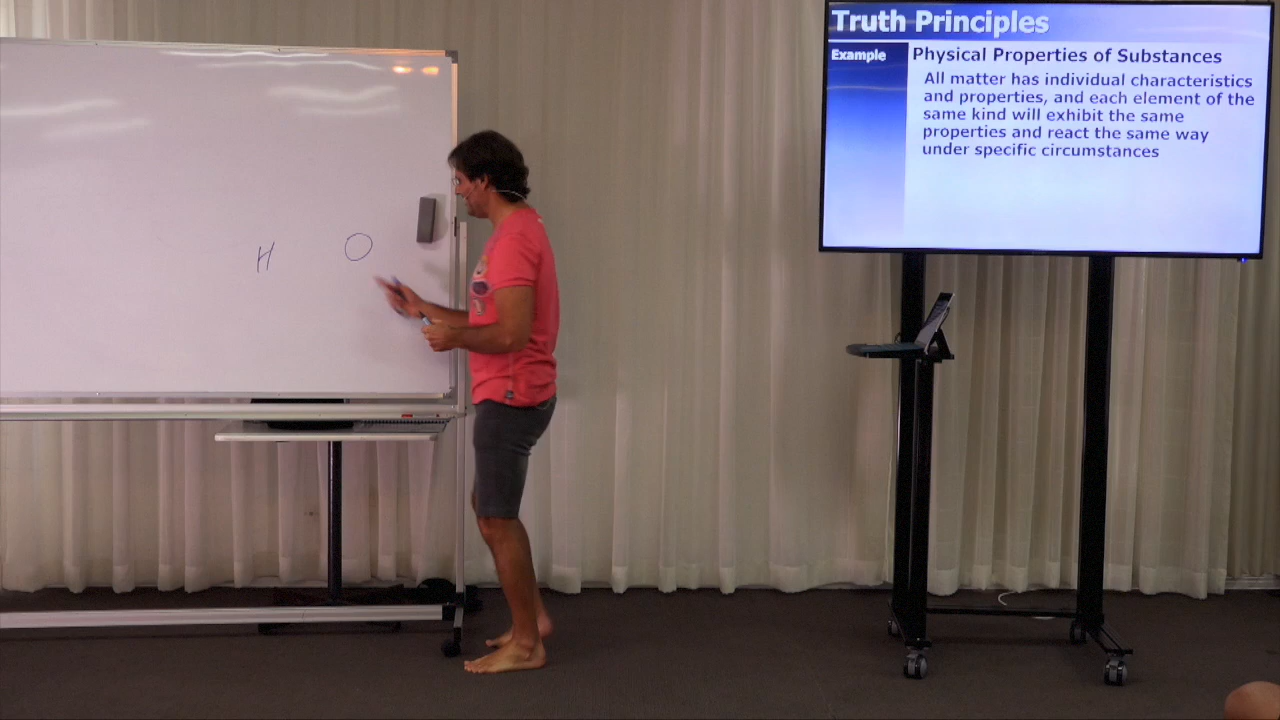 H O
Truth Principles
Example
Physical Properties of Substances
All matter has individual characteristics
and properties, and each element of the
same kind will exhibit the same
properties and react the same way
under specific circumstances